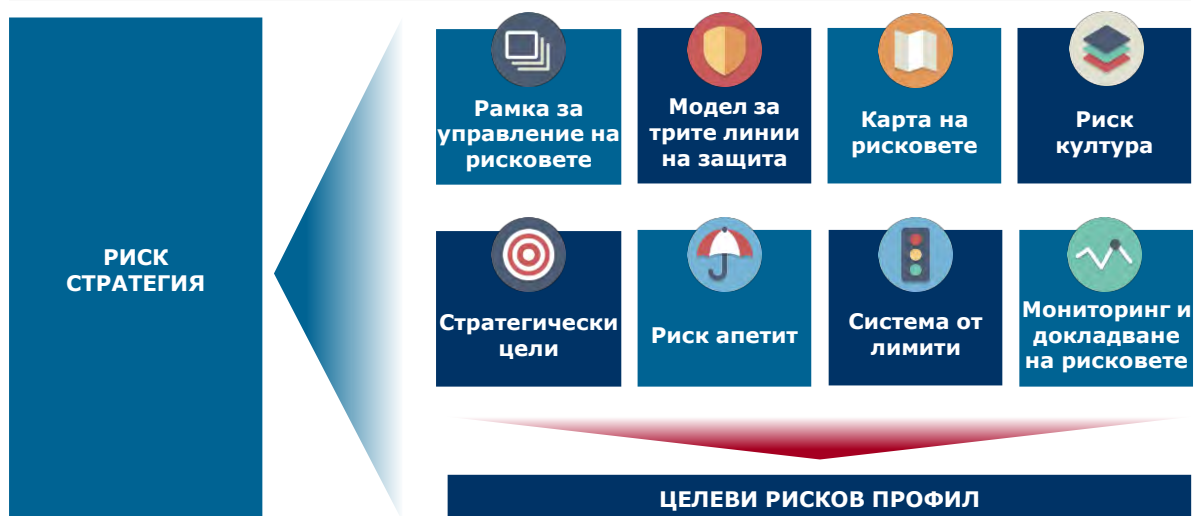 РИСК
СТРАТЕГИЯ
Рамка за
управление на
рисковете
Модел за
трите линии
на защита
Карта на
рисковете
Риск
култура
Стратегически
цели
Риск апетит
Система от
лимити
Мониторинг и
докладване
на рисковете
ЦЕЛЕВИ РИСКОВ ПРОФИЛ